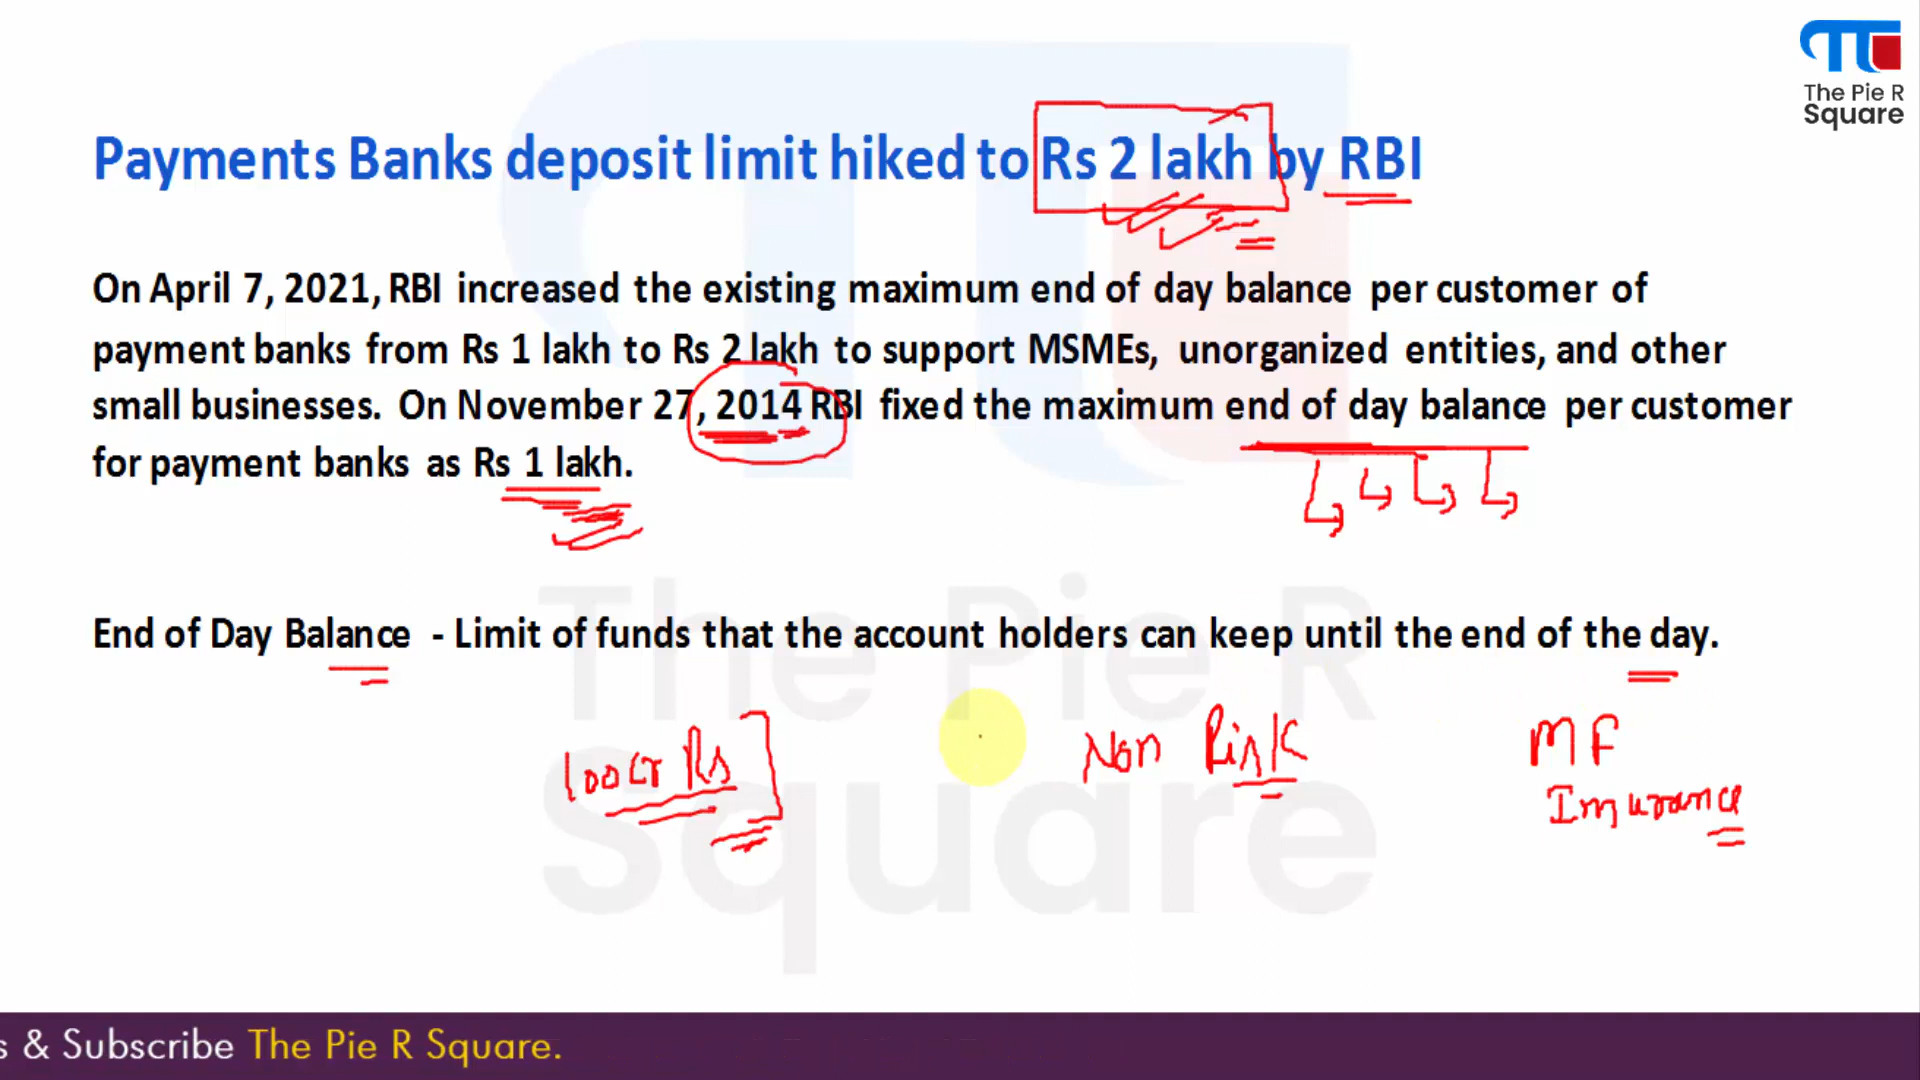 The Pie R
Square
Payments Banks deposit limit hiked to Rs 2 lakh by RBI
On April 7, 2021, RBI increased the existing maximum end of day balance per customer of
payment banks from Rs 1 lakh to Rs 2 lakh to support MSMEs, unorganized entities, and other
small businesses. On November 27, 2014 RBI fixed the maximum end of day balance per customer
for payment banks as Rs 1 lakh.
End of Day Balance - Limit of funds that the account holders can keep until the end of the day.
100 Cr Rs
Non Risk
MF
Insurance
The Pie R
Square
s & Subscribe The Pie R Square.